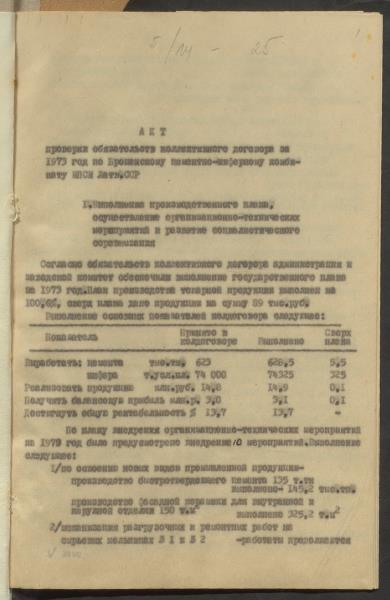 5/IV - 25
АКТ
проверки обязательств коллективного договора за
1973 год по Броценскому цементно-шиферному комби-
нату МПСМ Латв.ССР
I. Выполнение производственного плана,
осуществление организационно-технических
мероприятий и развитие социалистического
соревнования
Согласно обязательств коллективного договора администрация и
заводской комитет обеспечили выполнение государственного плана
за 1973 год. План производства товарной продукции выполнен на
100,6%, сверх плана дано продукции на сумму 89 тыс.руб.
Выполнение основных показателей колдоговора следующее:
Показатель Принято в колдоговоре Выполнено Сверх плана
Выработать: цемента тыс.тн. 623 628,5 5,5
шифера т.усл.пл. 74 000 74325 325
Реализовать продукции млн.руб. 14,8 14,9 0,1
Получить балансовую прибыль млн.р. 3,0 3,1 0,1
Достигнуть общую рентабельность % 13,7 13,7 -
По плану внедрения организационно-технических мероприятий
на 1973 год было предусмотрено внедрение 10 мероприятий. Выполнение
следующее:
1/по освоению новых видов промышленной продукции-
производство быстротвердеющего цемента 135 т.тн
выполнено- 145,2 тыс.тн.
производство фасадной керамики для внутренней и
наружной отделки 150 т.м²
выполнено 325,2 т.м²
2/механизация разгрузочных и ремонтных работ на
сырьевых мельницах № 1 и № 2 -работы продолжаются